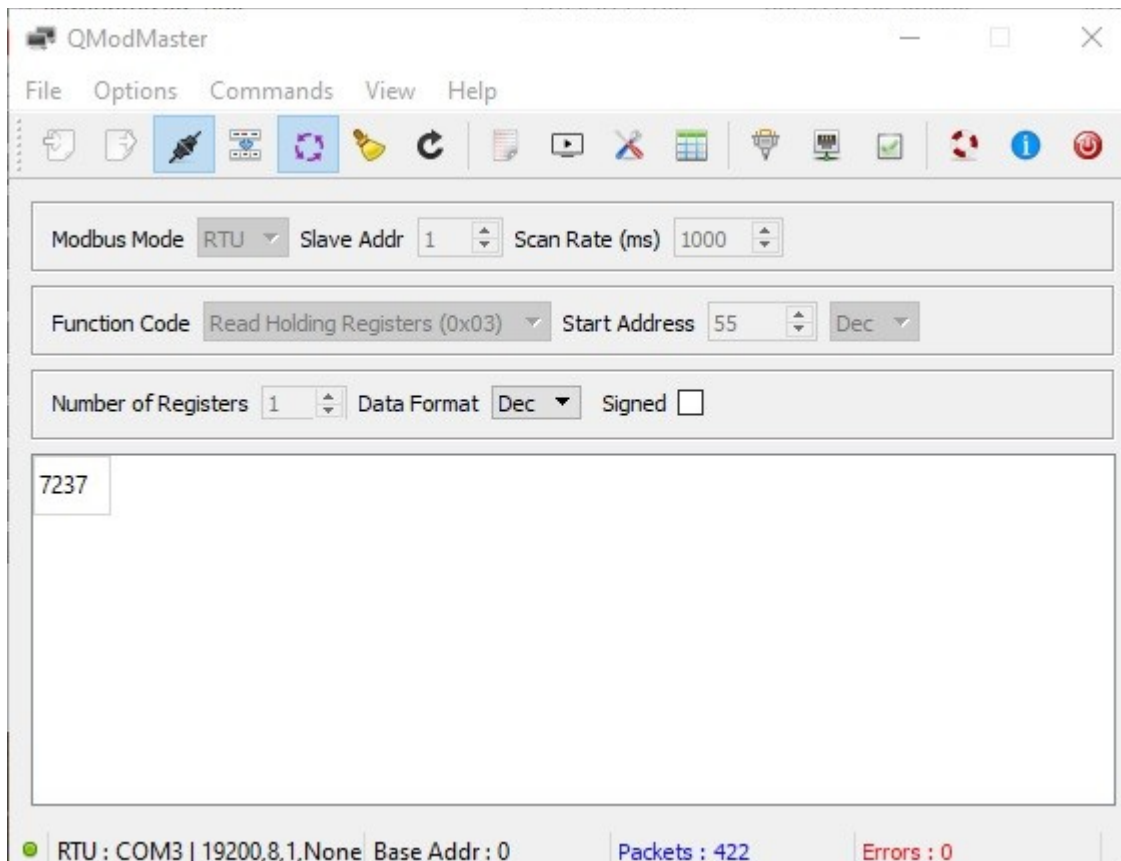 QModMaster
File Options Commands View Help
Modbus Mode RTU Slave Addr 1 Scan Rate (ms) 1000
Function Code Read Holding Registers (0x03) Start Address 55 Dec
Number of Registers 1 Data Format Dec Signed
7237
RTU : COM3 | 19200,8,1,None Base Addr : 0 Packets : 422 Errors : 0